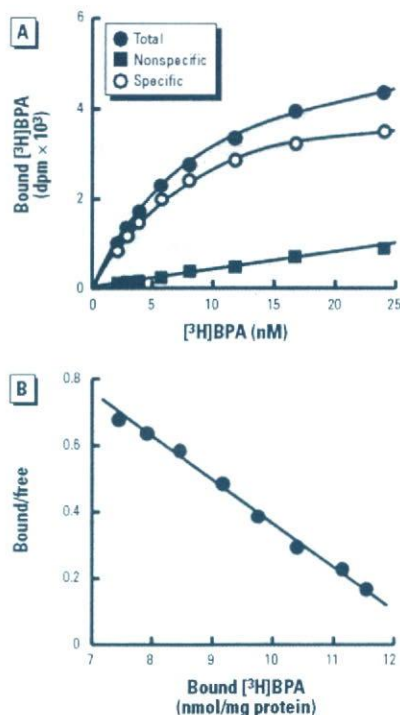 A
6
4
2
0
Bound [³H]BPA
(dpm × 10³)
Total
Nonspecific
Specific
0 5 10 15 20 25
[³H]BPA (nM)
B
0.8
0.6
0.4
0.2
0
Bound/free
7 8 9 10 11 12
Bound [³H]BPA
(nmol/mg protein)